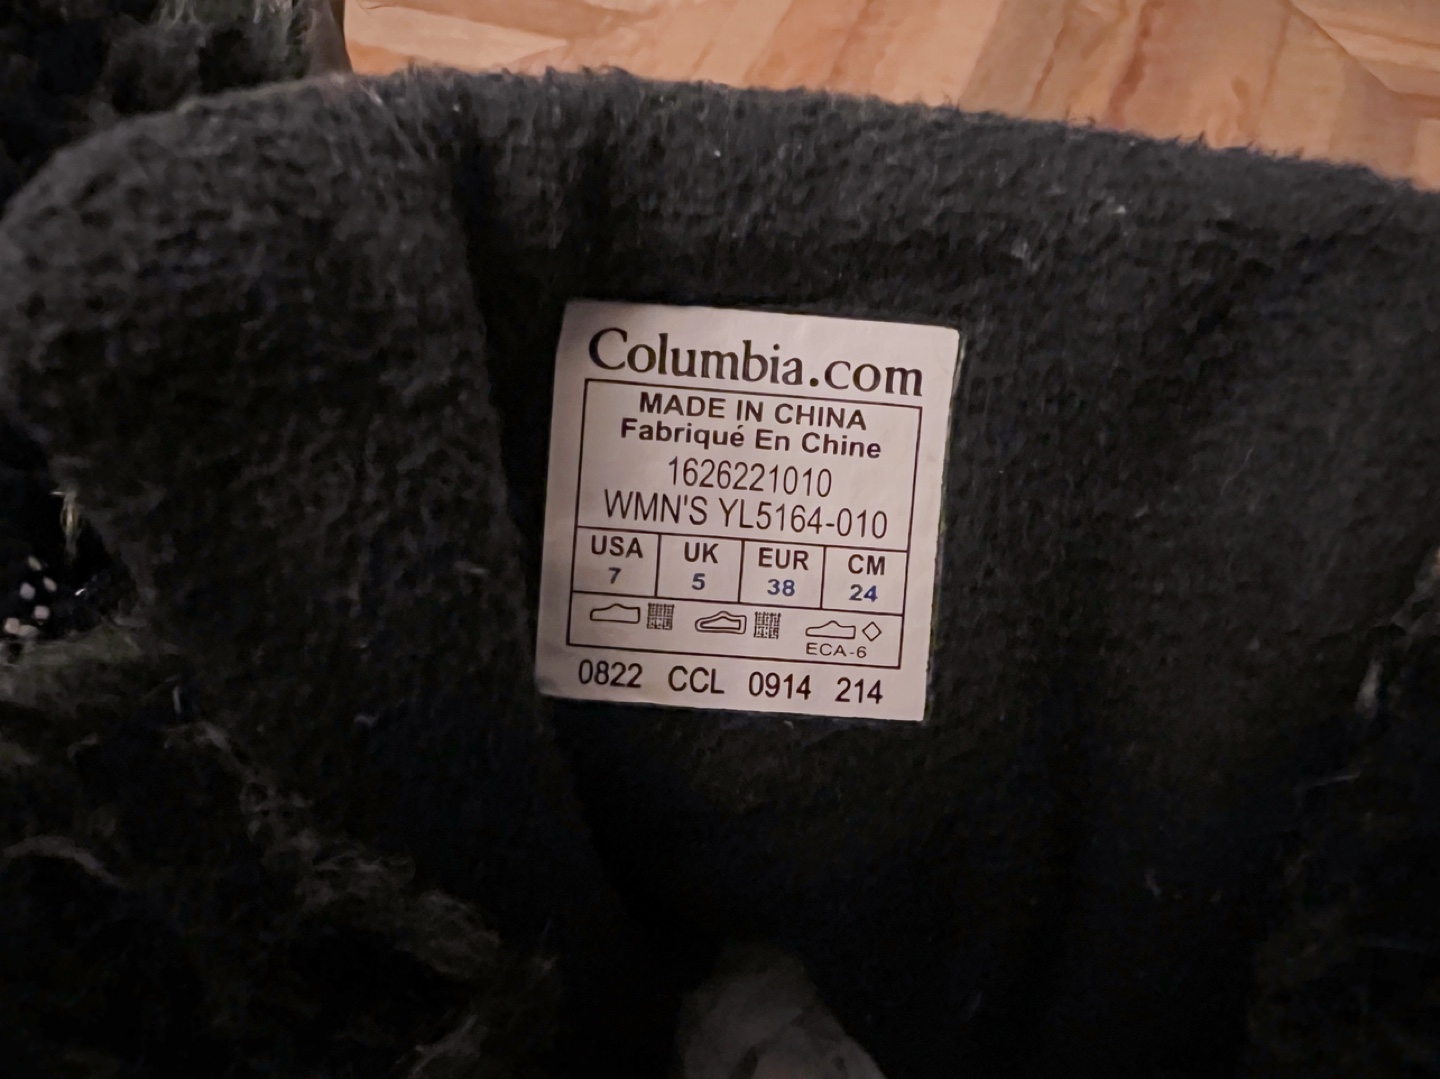 Columbia.com
MADE IN CHINA
Fabriqué En Chine
1626221010
WMN'S YL5164-010
USA UK EUR CM
7 5 38 24
ECA-6
0822 CCL 0914 214